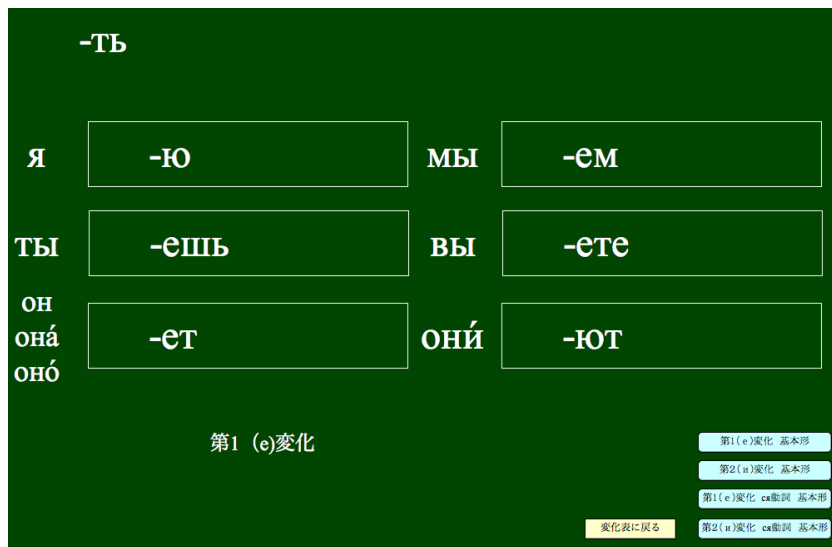 -ть
я -ю мы -ем
ты -ешь вы -ете
он
она́
оно́
-ет они́ -ют
第1 (е)変化
第1(е)変化 基本形
第2(и)変化 基本形
第1(е)変化 ся動詞 基本形
変化表に戻る 第2(и)変化 ся動詞 基本形